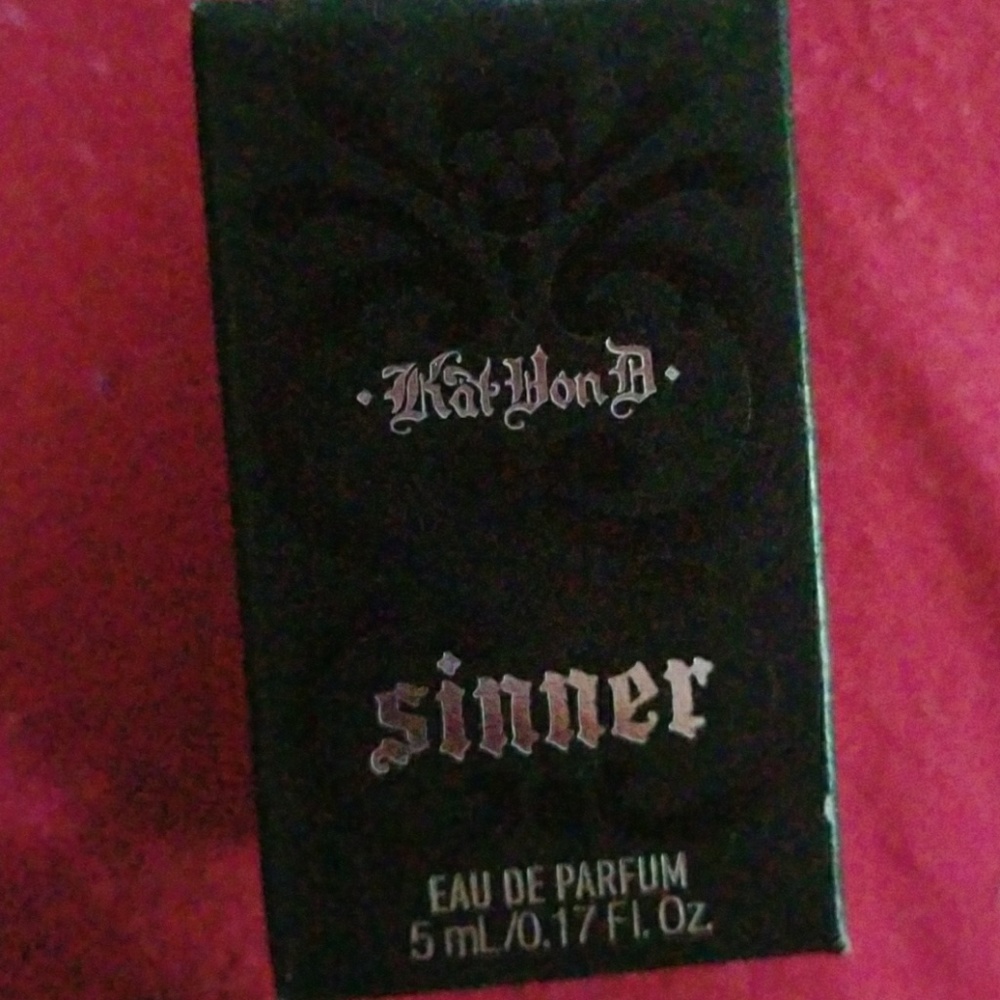 ·Kat Von D·
sinner
EAU DE PARFUM
5 mL/0.17 Fl. Oz.